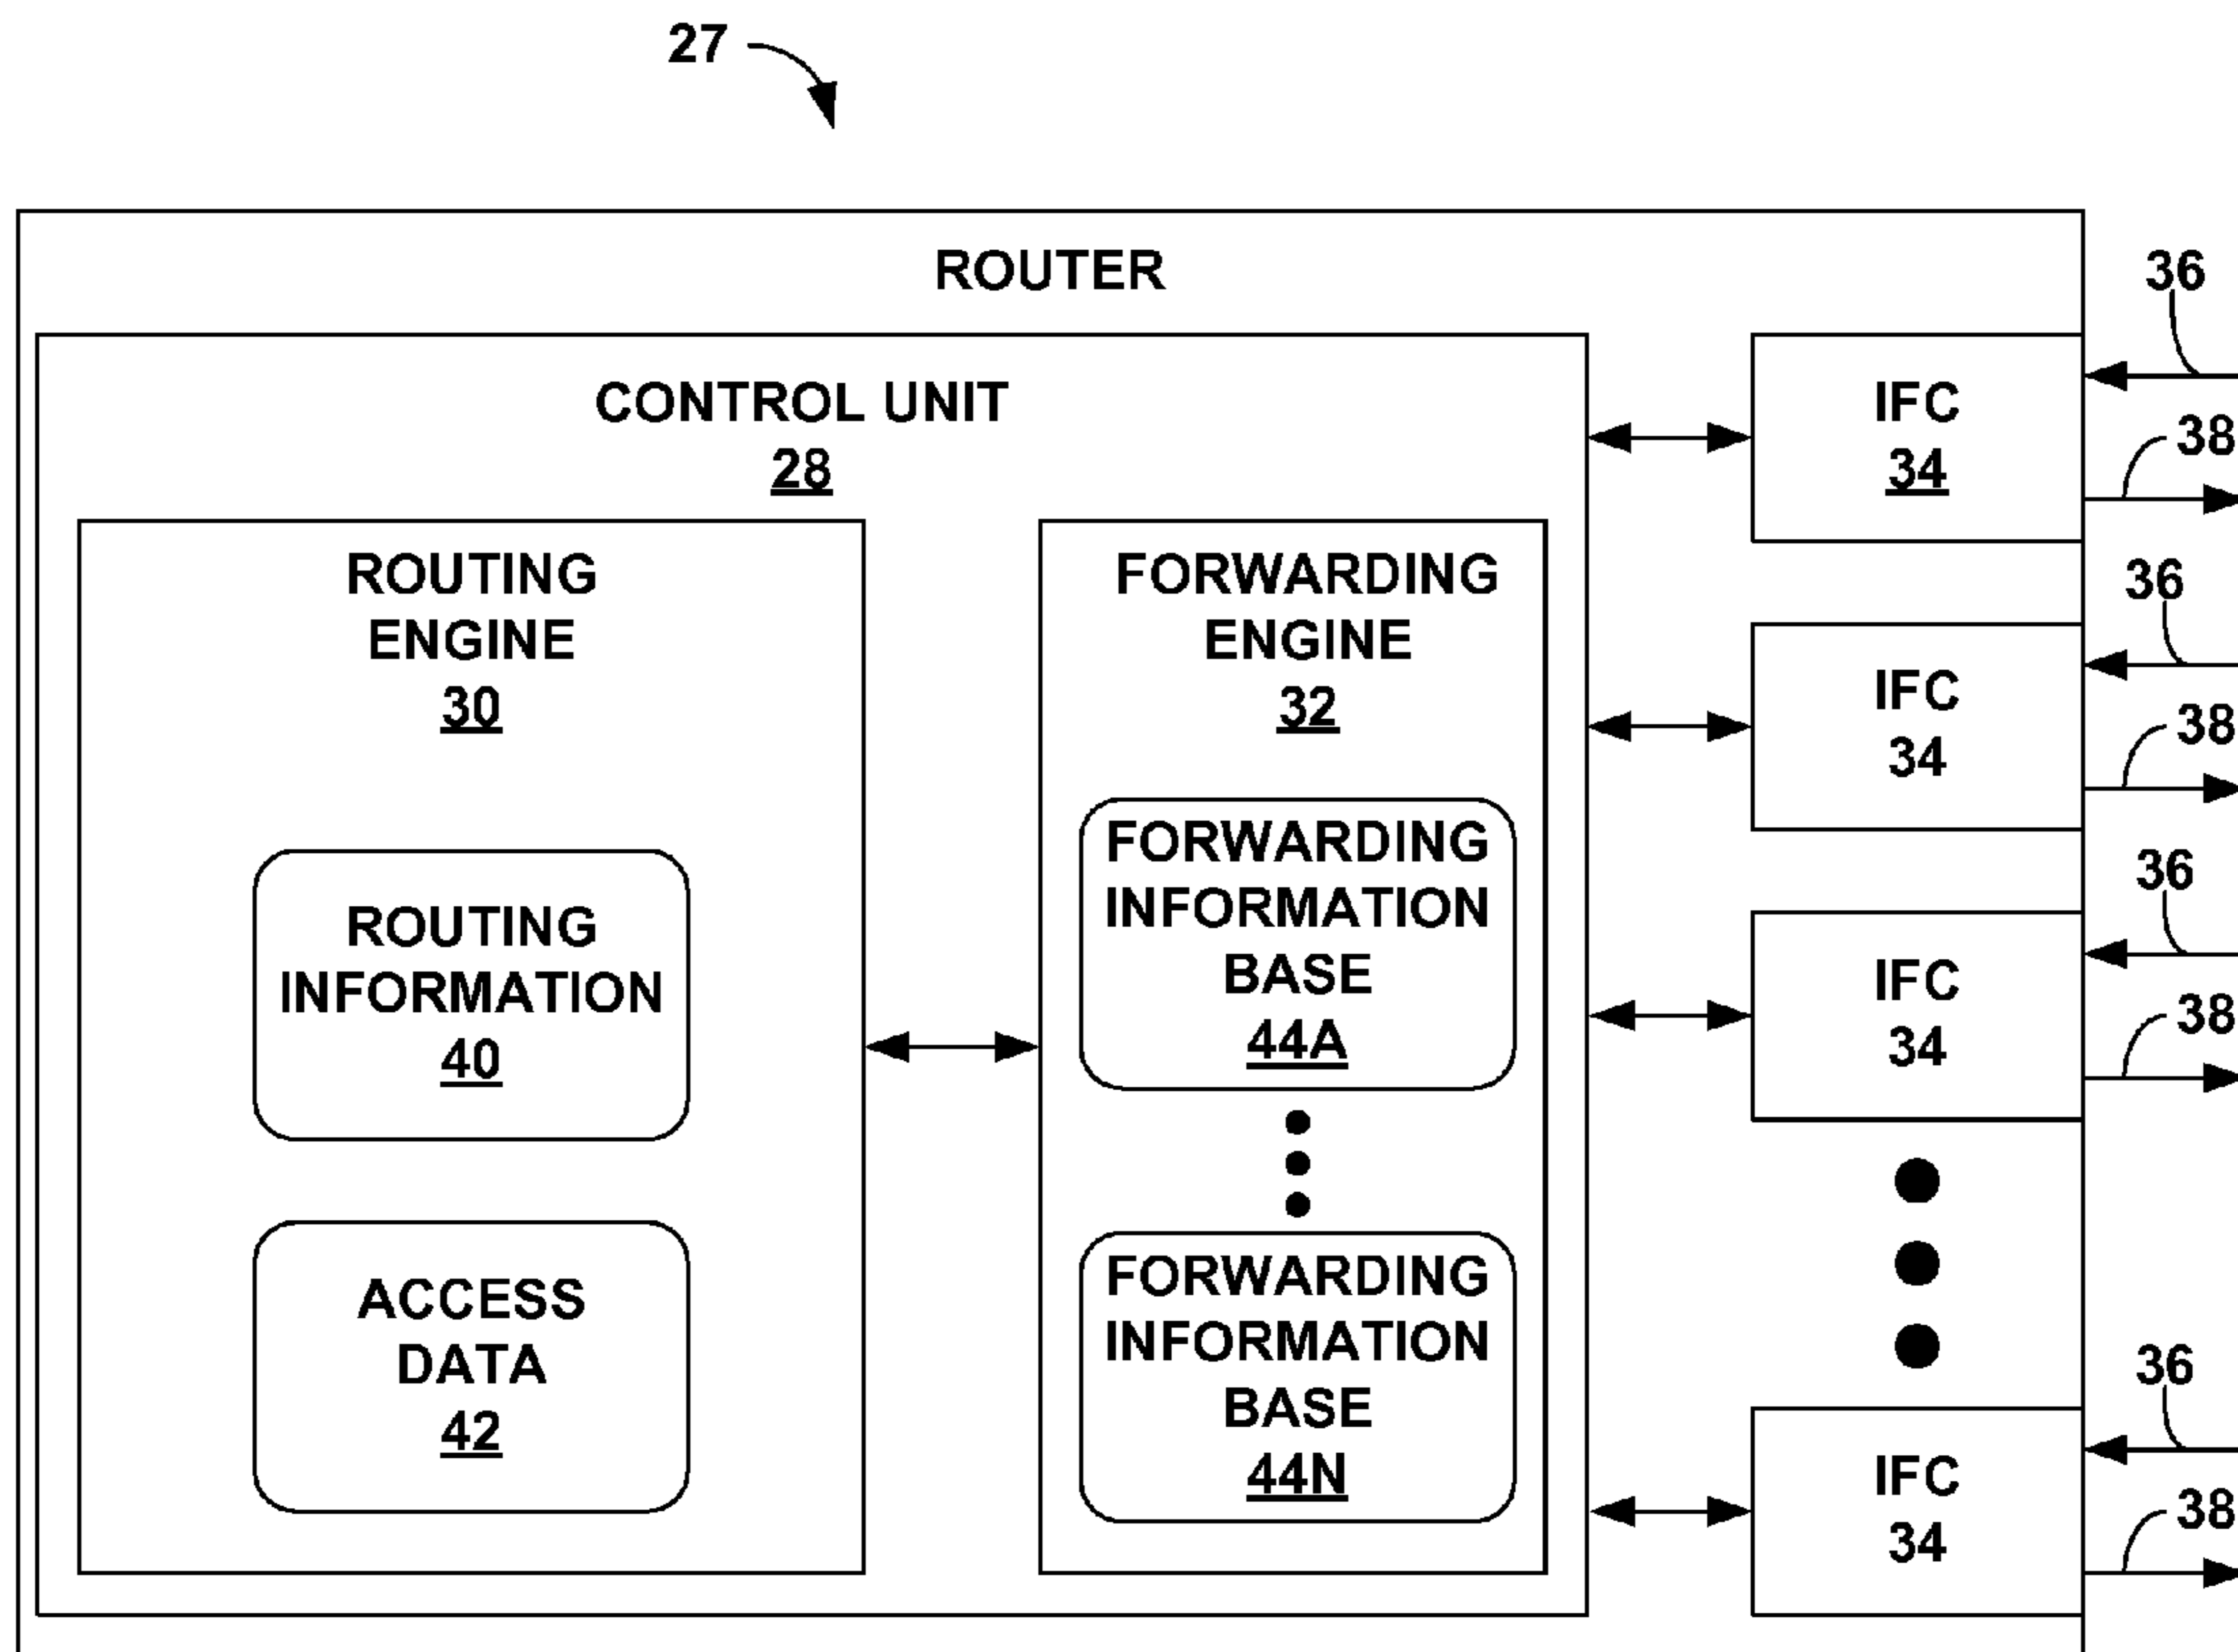 27
ROUTER
CONTROL UNIT
28
ROUTING
ENGINE
30
ROUTING
INFORMATION
40
ACCESS
DATA
42
FORWARDING
ENGINE
32
FORWARDING
INFORMATION
BASE
44A
FORWARDING
INFORMATION
BASE
44N
IFC
34
36
38
IFC
34
36
38
IFC
34
36
38
IFC
34
36
38